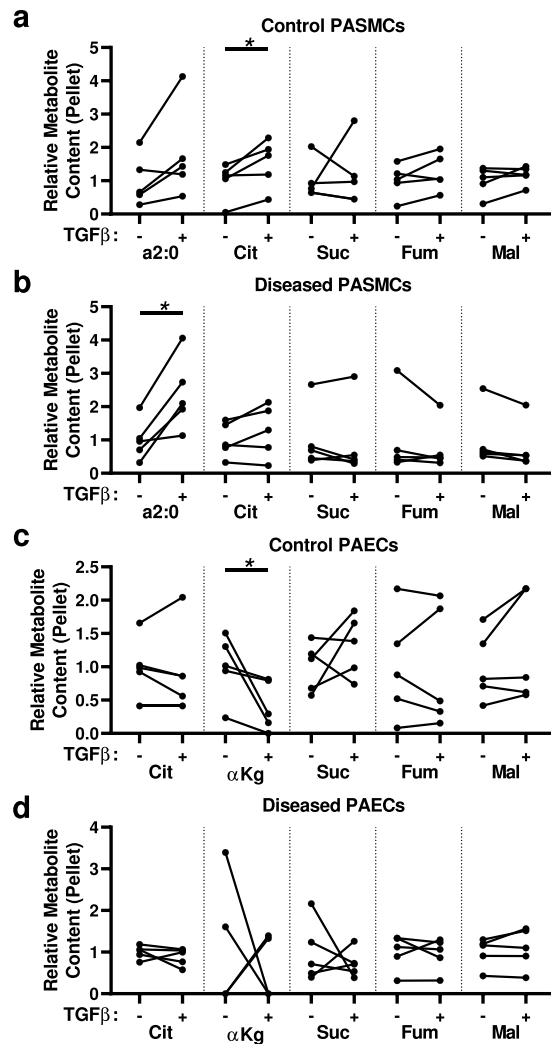 a
Control PASMCs
Relative Metabolite
Content (Pellet)
5
4
3
2
1
0
*
TGFβ: - + - + - + - + - +
a2:0 Cit Suc Fum Mal
b
Diseased PASMCs
Relative Metabolite
Content (Pellet)
5
4
3
2
1
0
*
TGFβ: - + - + - + - + - +
a2:0 Cit Suc Fum Mal
c
Control PAECs
Relative Metabolite
Content (Pellet)
2.5
2.0
1.5
1.0
0.5
0.0
*
TGFβ: - + - + - + - + - +
Cit αKg Suc Fum Mal
d
Diseased PAECs
Relative Metabolite
Content (Pellet)
4
3
2
1
0
TGFβ: - + - + - + - + - +
Cit αKg Suc Fum Mal